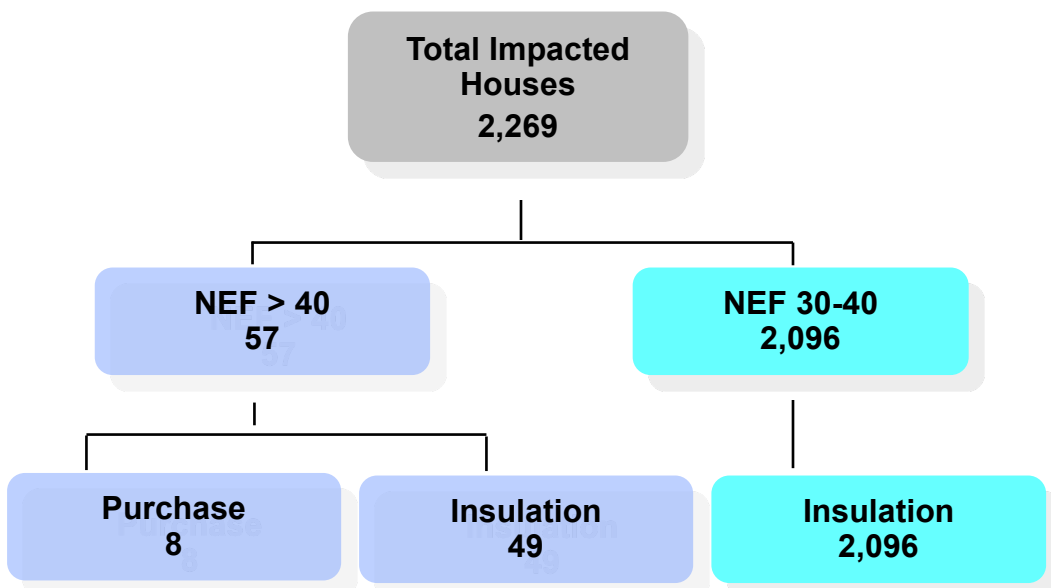 Total Impacted
Houses
2,269
NEF > 40
57
NEF 30-40
2,096
Purchase
8
Insulation
49
Insulation
2,096